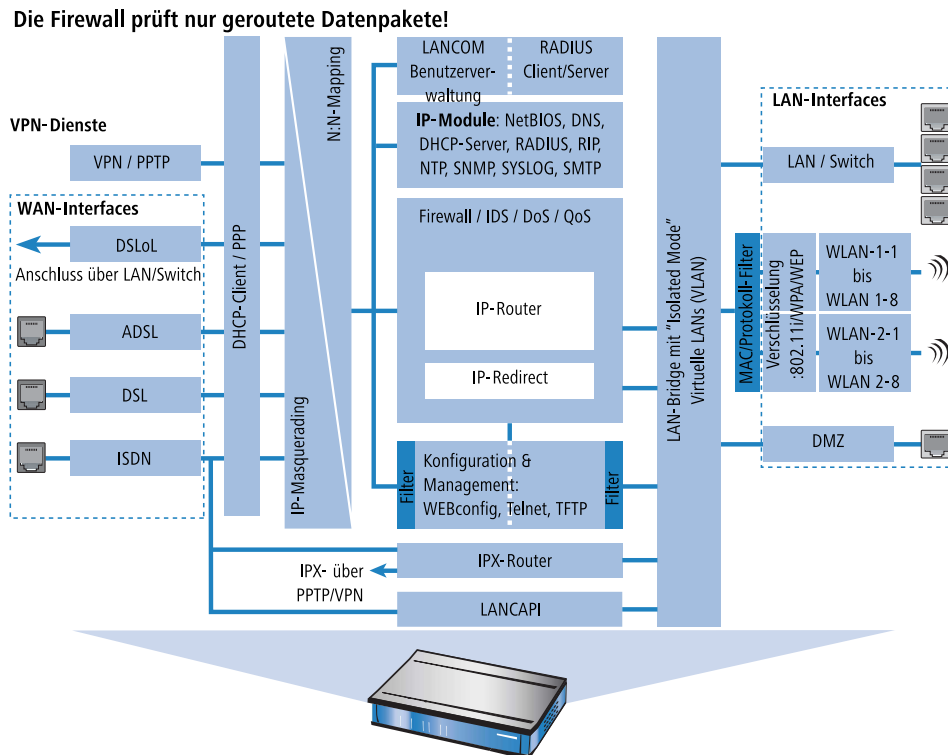 Die Firewall prüft nur geroutete Datenpakete!
VPN-Dienste
VPN / PPTP
WAN-Interfaces
DSLoL
Anschluss über LAN/Switch
ADSL
DSL
ISDN
DHCP-Client / PPP
IP-Masquerading
N:N-Mapping
LANCOM
Benutzerver-
waltung
RADIUS
Client/Server
IP-Module: NetBIOS, DNS,
DHCP-Server, RADIUS, RIP,
NTP, SNMP, SYSLOG, SMTP
Firewall / IDS / DoS / QoS
IP-Router
IP-Redirect
Filter
Konfiguration &
Management:
WEBconfig, Telnet, TFTP
Filter
IPX-Router
IPX- über
PPTP/VPN
LANCAPI
LAN-Bridge mit "Isolated Mode"
Virtuelle LANs (VLAN)
LAN-Interfaces
LAN / Switch
MAC/Protokoll-Filter
Verschlüsselung
:802.11i/WPA/WEP
WLAN-1-1
bis
WLAN 1-8
WLAN-2-1
bis
WLAN 2-8
DMZ